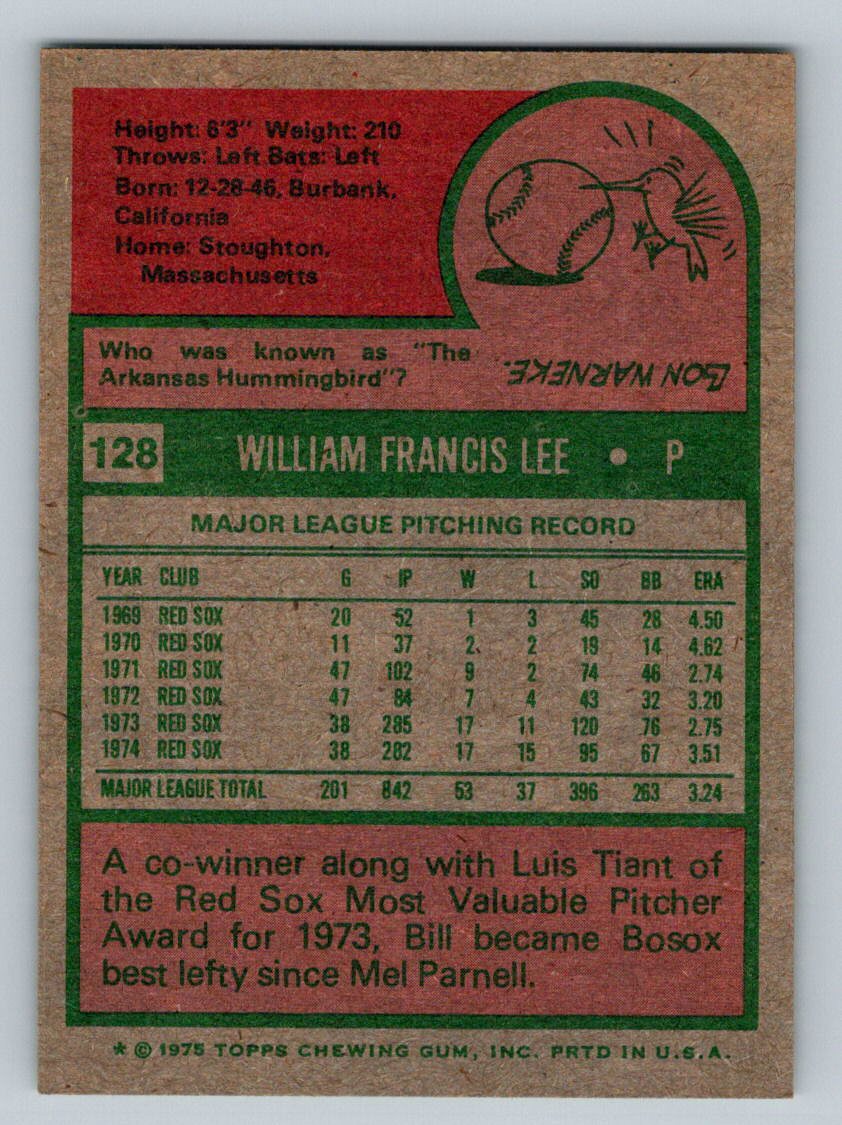 Height: 6'3" Weight: 210
Throws: Left Bats: Left
Born: 12-28-46, Burbank,
California
Home: Stoughton,
Massachusetts
Who was known as "The
Arkansas Hummingbird"?
BON WARNEKE.
128 WILLIAM FRANCIS LEE • P
MAJOR LEAGUE PITCHING RECORD
YEAR CLUB G IP W L SO BB ERA
1969 RED SOX 20 52 1 3 45 28 4.50
1970 RED SOX 11 37 2 2 19 14 4.62
1971 RED SOX 47 102 9 2 74 46 2.74
1972 RED SOX 47 84 7 4 43 32 3.20
1973 RED SOX 38 285 17 11 120 76 2.75
1974 RED SOX 38 282 17 15 95 67 3.51
MAJOR LEAGUE TOTAL 201 842 53 37 396 263 3.24
A co-winner along with Luis Tiant of
the Red Sox Most Valuable Pitcher
Award for 1973, Bill became Bosox
best lefty since Mel Parnell.
* © 1975 TOPPS CHEWING GUM, INC. PRTD IN U.S.A.